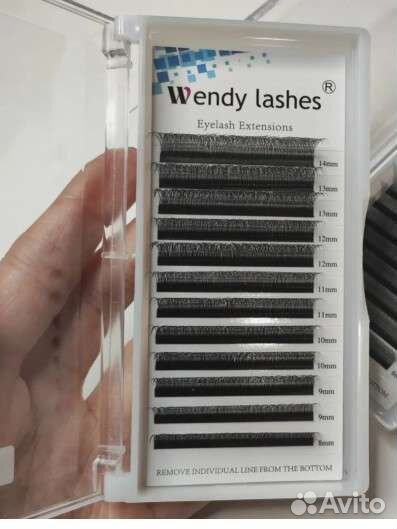 Wendy lashes®
Eyelash Extensions
14mm
13mm
13mm
12mm
12mm
11mm
11mm
10mm
10mm
9mm
9mm
8mm
REMOVE INDIVIDUAL LINE FROM THE BOTTOM
Avito